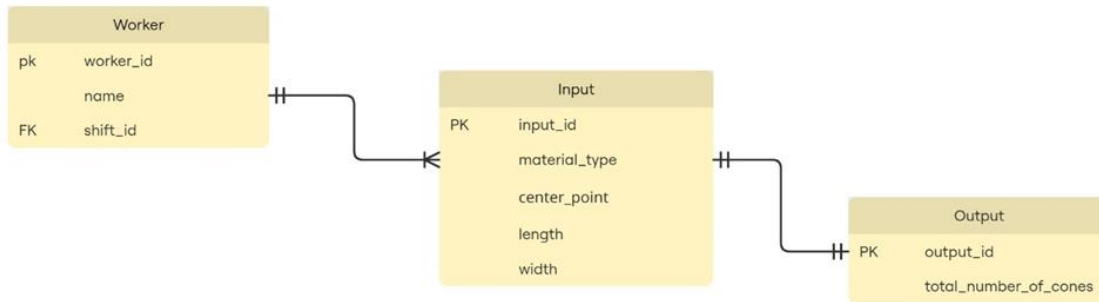 Worker
pk worker_id
name
FK shift_id
Input
PK input_id
material_type
center_point
length
width
Output
PK output_id
total_number_of_cones